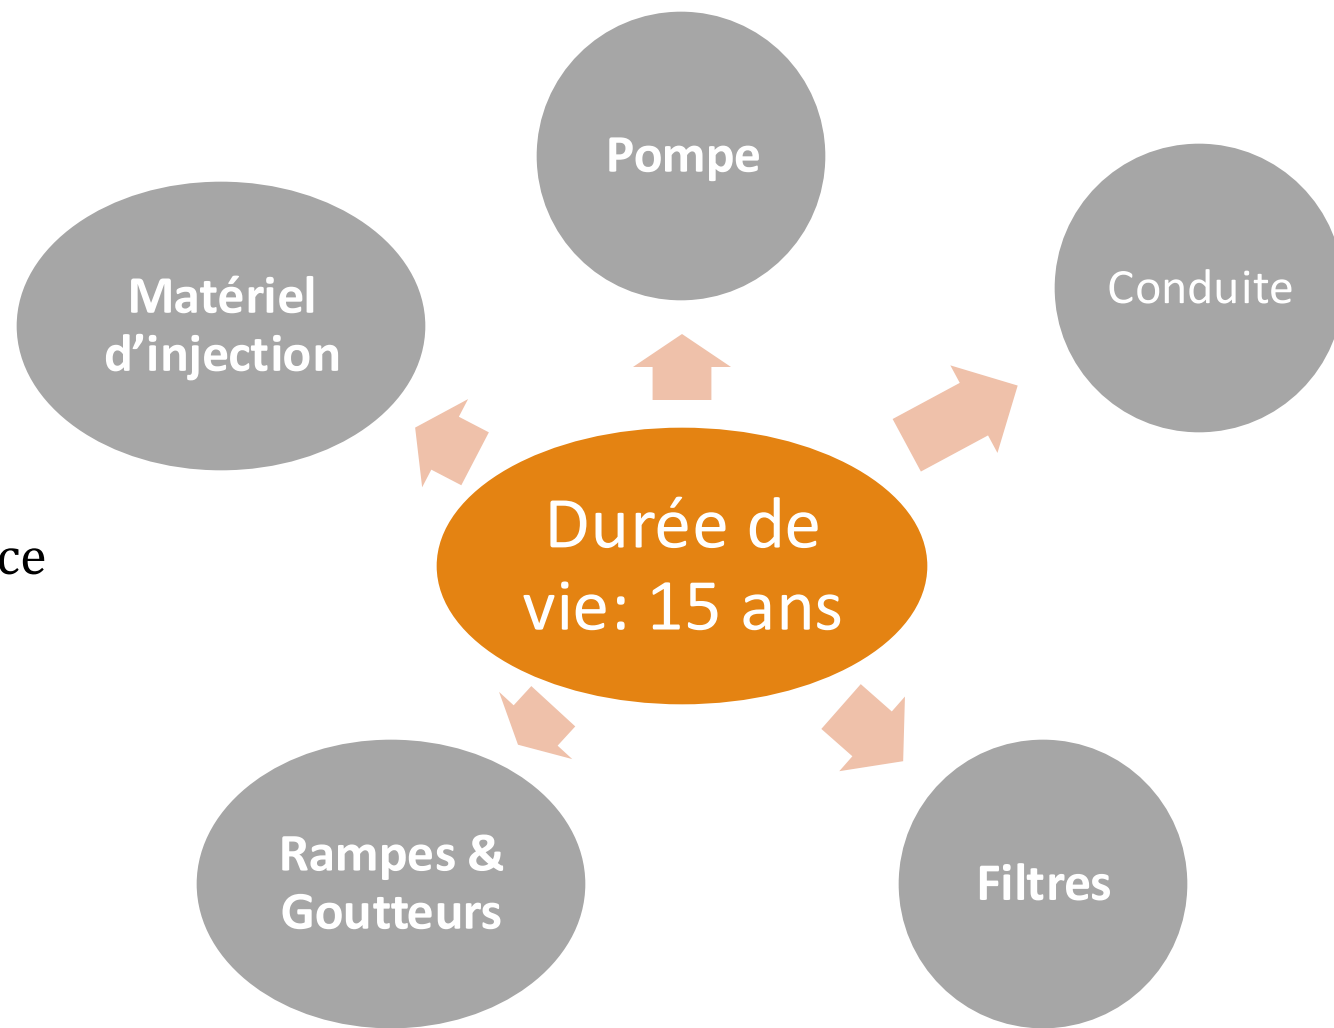 Pompe
Conduite
Matériel
d’injection
ce
Durée de
vie: 15 ans
Rampes &
Goutteurs
Filtres